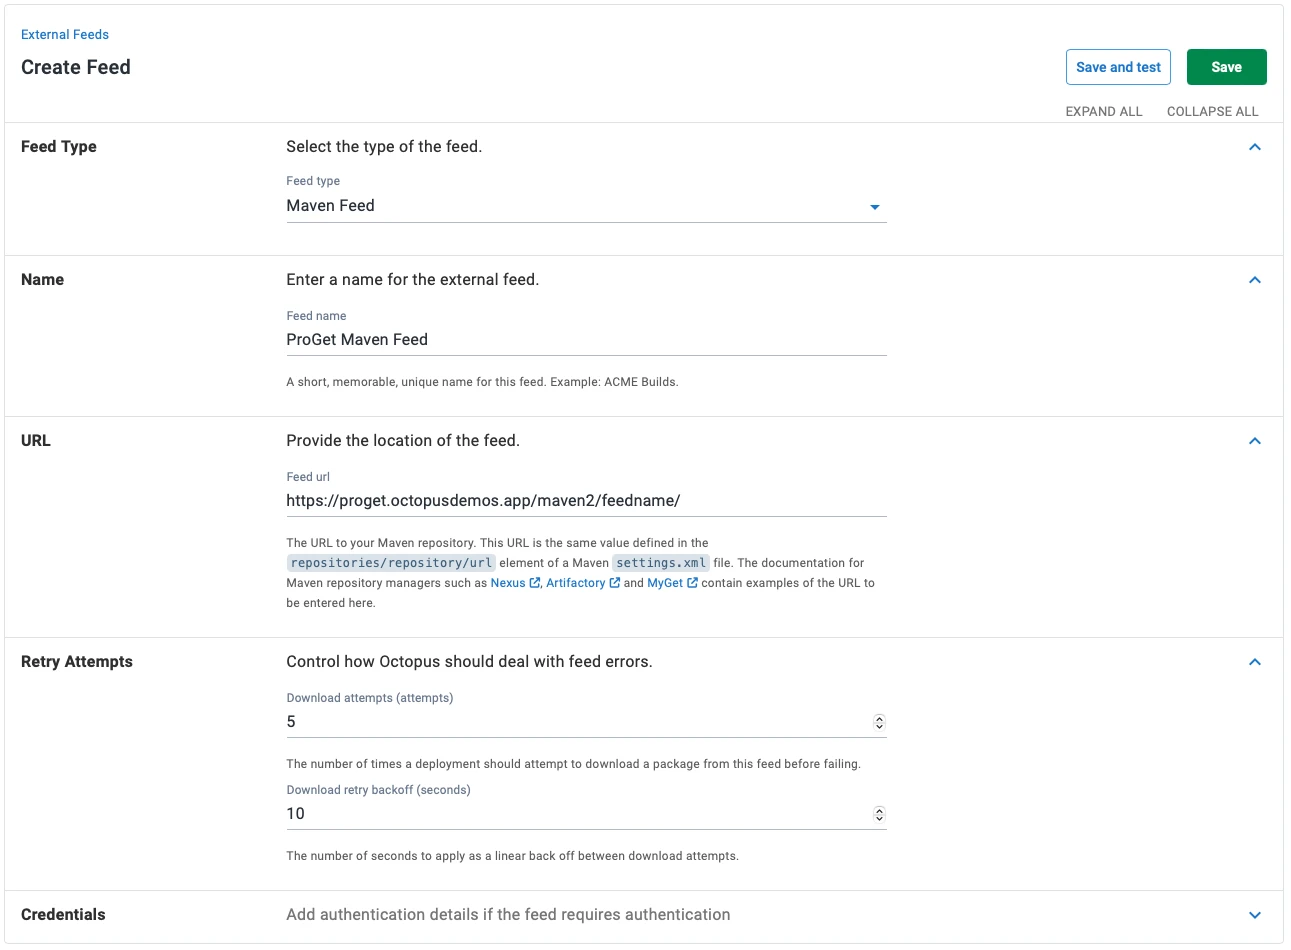 External Feeds
Create Feed
Save and test
Save
EXPAND ALL
COLLAPSE ALL
Feed Type
Select the type of the feed.
Feed type
Maven Feed
Name
Enter a name for the external feed.
Feed name
ProGet Maven Feed
A short, memorable, unique name for this feed. Example: ACME Builds.
URL
Provide the location of the feed.
Feed url
https://proget.octopusdemos.app/maven2/feedname/
The URL to your Maven repository. This URL is the same value defined in the
repositories/repository/url element of a Maven settings.xml file. The documentation for
Maven repository managers such as Nexus, Artifactory and MyGet contain examples of the URL to
be entered here.
Retry Attempts
Control how Octopus should deal with feed errors.
Download attempts (attempts)
5
The number of times a deployment should attempt to download a package from this feed before failing.
Download retry backoff (seconds)
10
The number of seconds to apply as a linear back off between download attempts.
Credentials
Add authentication details if the feed requires authentication